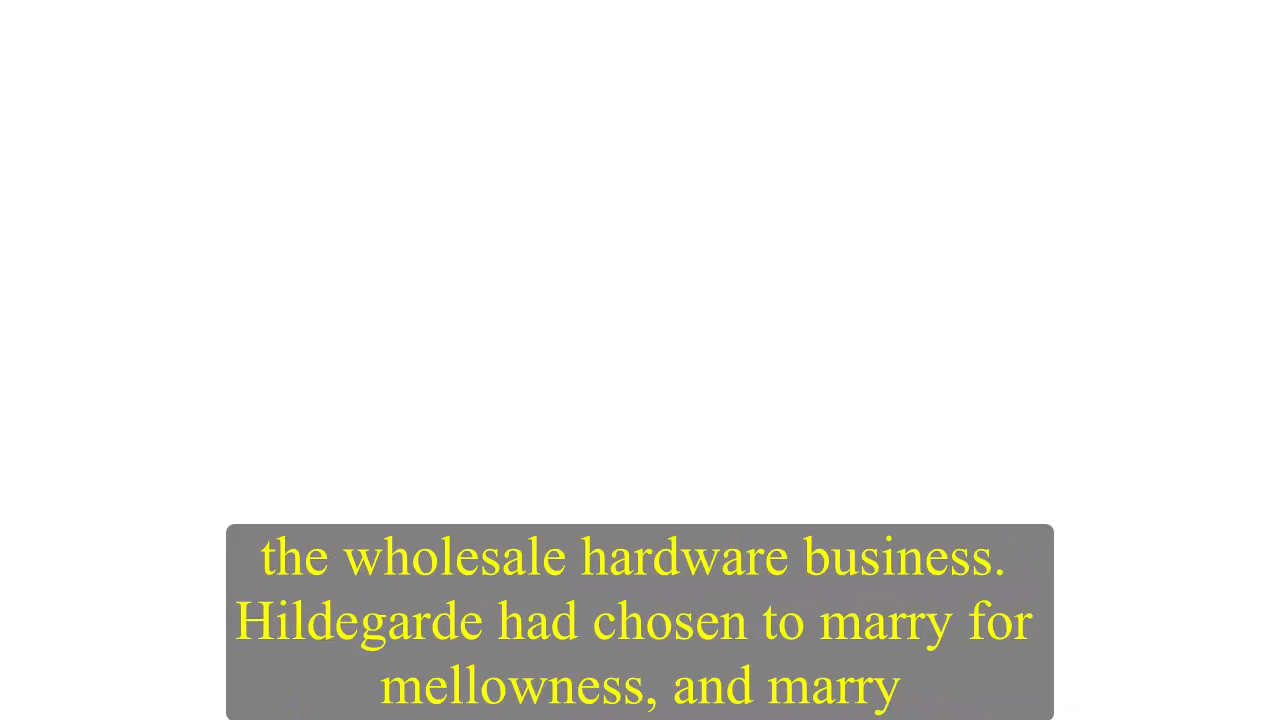 the wholesale hardware business.
Hildegarde had chosen to marry for
mellowness, and marry